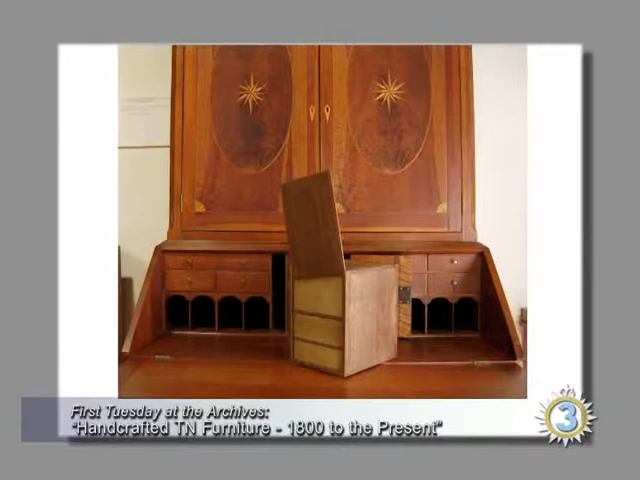 First Tuesday at the Archives:
"Handcrafted TN Furniture - 1800 to the Present"
3